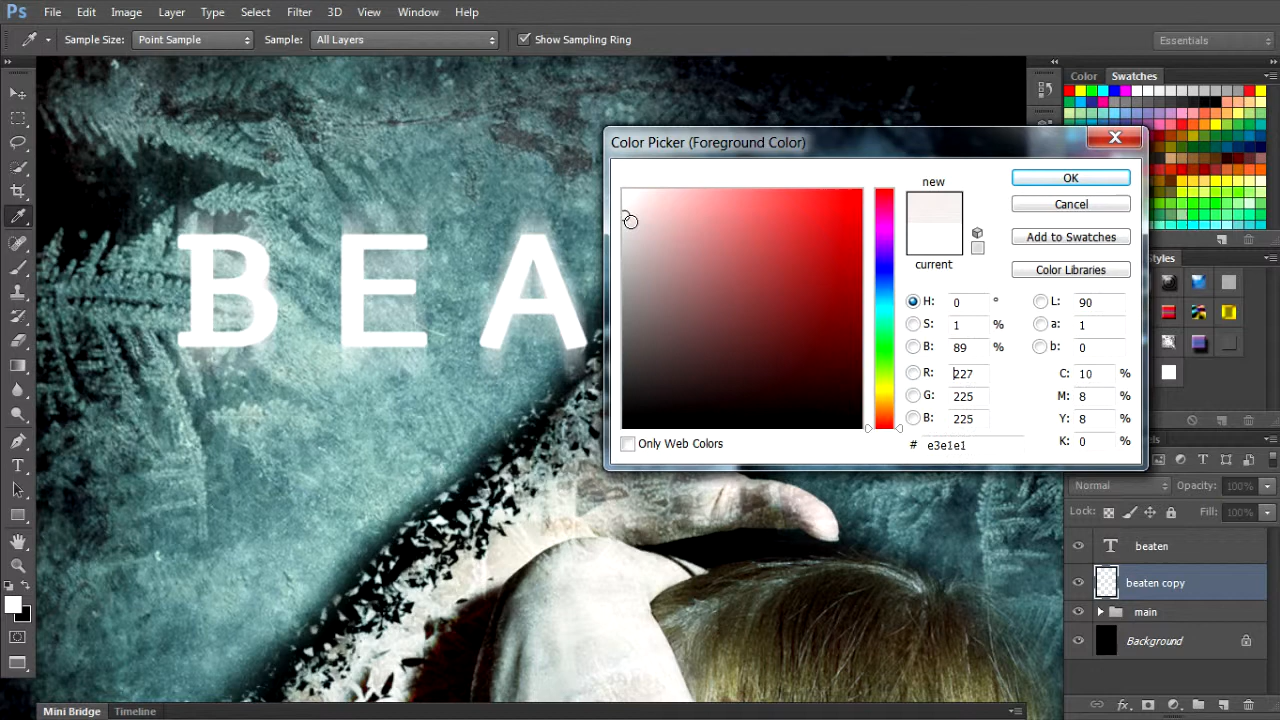 Ps File Edit Image Layer Type Select Filter 3D View Window Help
Sample Size: Point Sample Sample: All Layers Show Sampling Ring Essentials
Color Swatches
Color Picker (Foreground Color)
new
current
OK
Cancel
Add to Swatches
Color Libraries
H: 0 ° L: 90
S: 1 % a: 1
B: 89 % b: 0
R: 227 C: 10 %
G: 225 M: 8 %
B: 225 Y: 8 %
K: 0 %
# e3e1e1
Only Web Colors
BEA
Styles
Normal Opacity: 100%
Lock: Fill: 100%
T beaten
beaten copy
main
Background
Mini Bridge Timeline